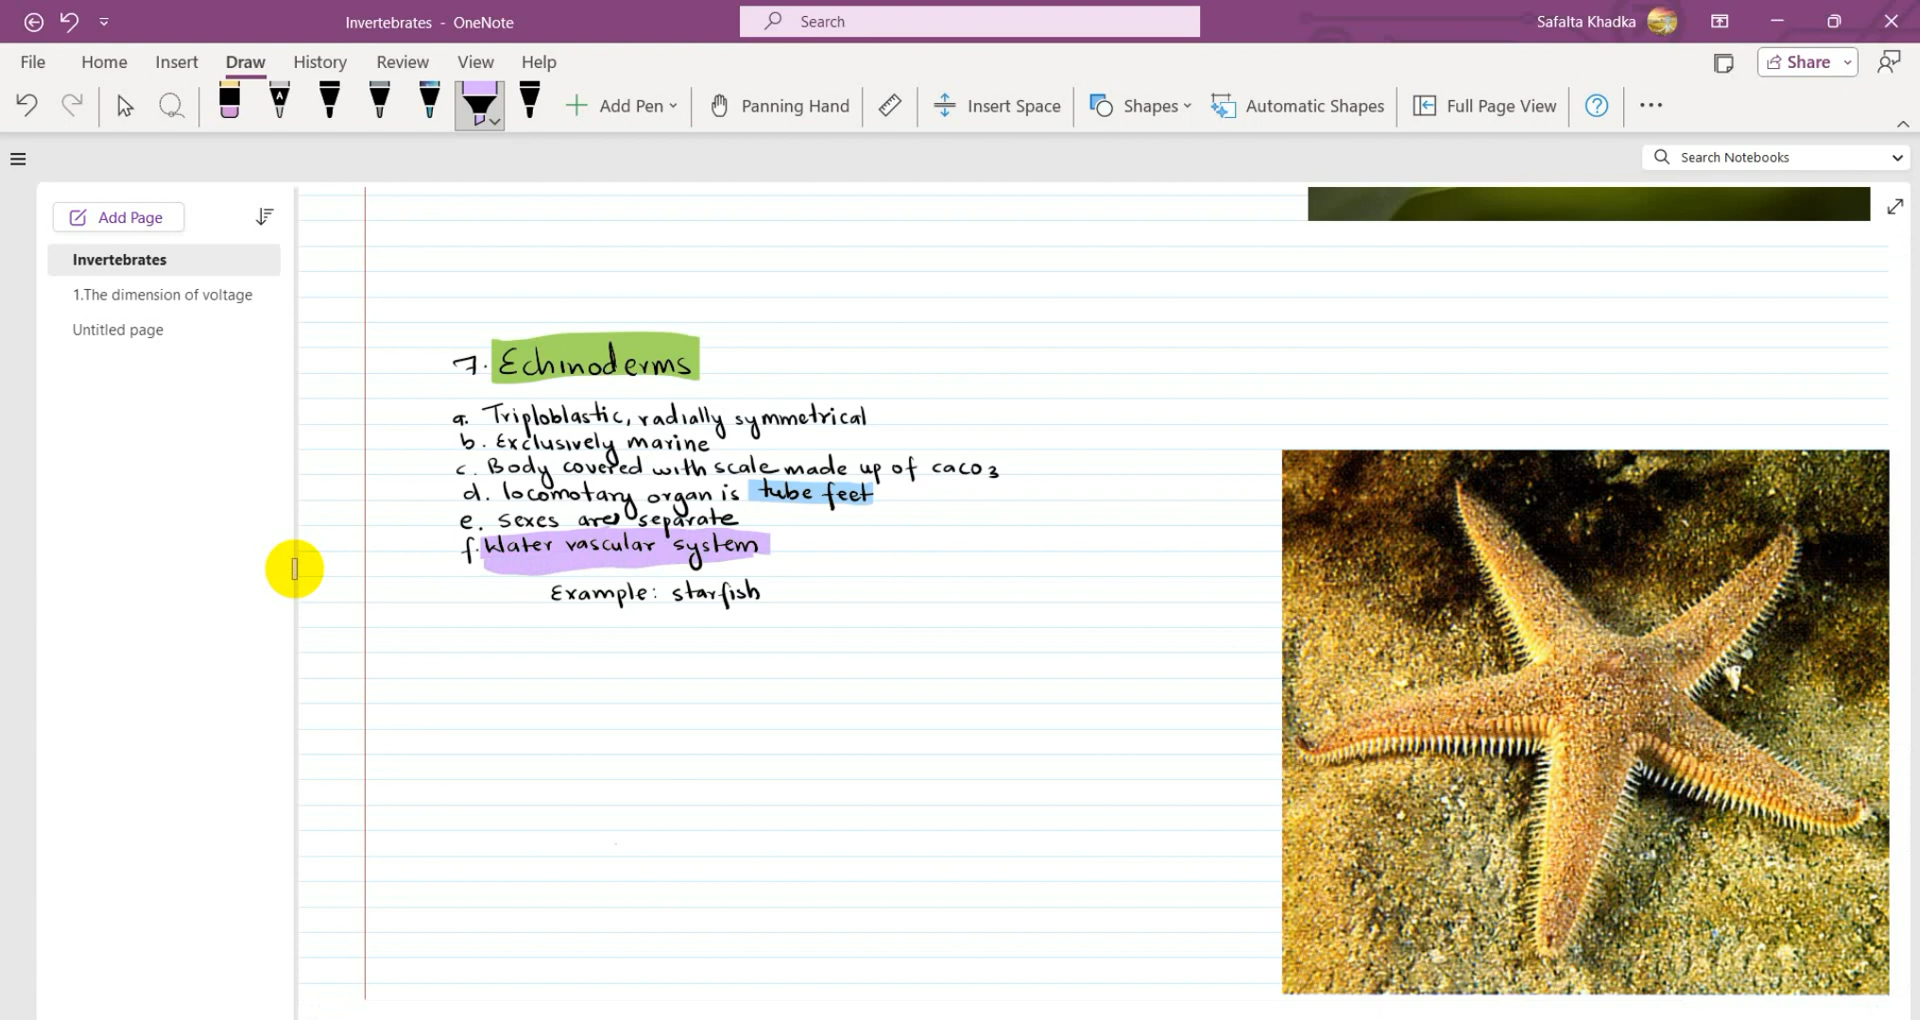 Invertebrates - OneNote
Search
Safalta Khadka
File Home Insert Draw History Review View Help
Share
A
Add Pen
Panning Hand
Insert Space
Shapes
Automatic Shapes
Full Page View
Search Notebooks
Add Page
Invertebrates
1.The dimension of voltage
Untitled page
7. Echinoderms
a. Triploblastic, radially symmetrical
b. Exclusively marine
c. Body covered with scale made up of caco3
d. locomotary organ is tube feet
e. sexes are separate
f. Water vascular system
Example: starfish